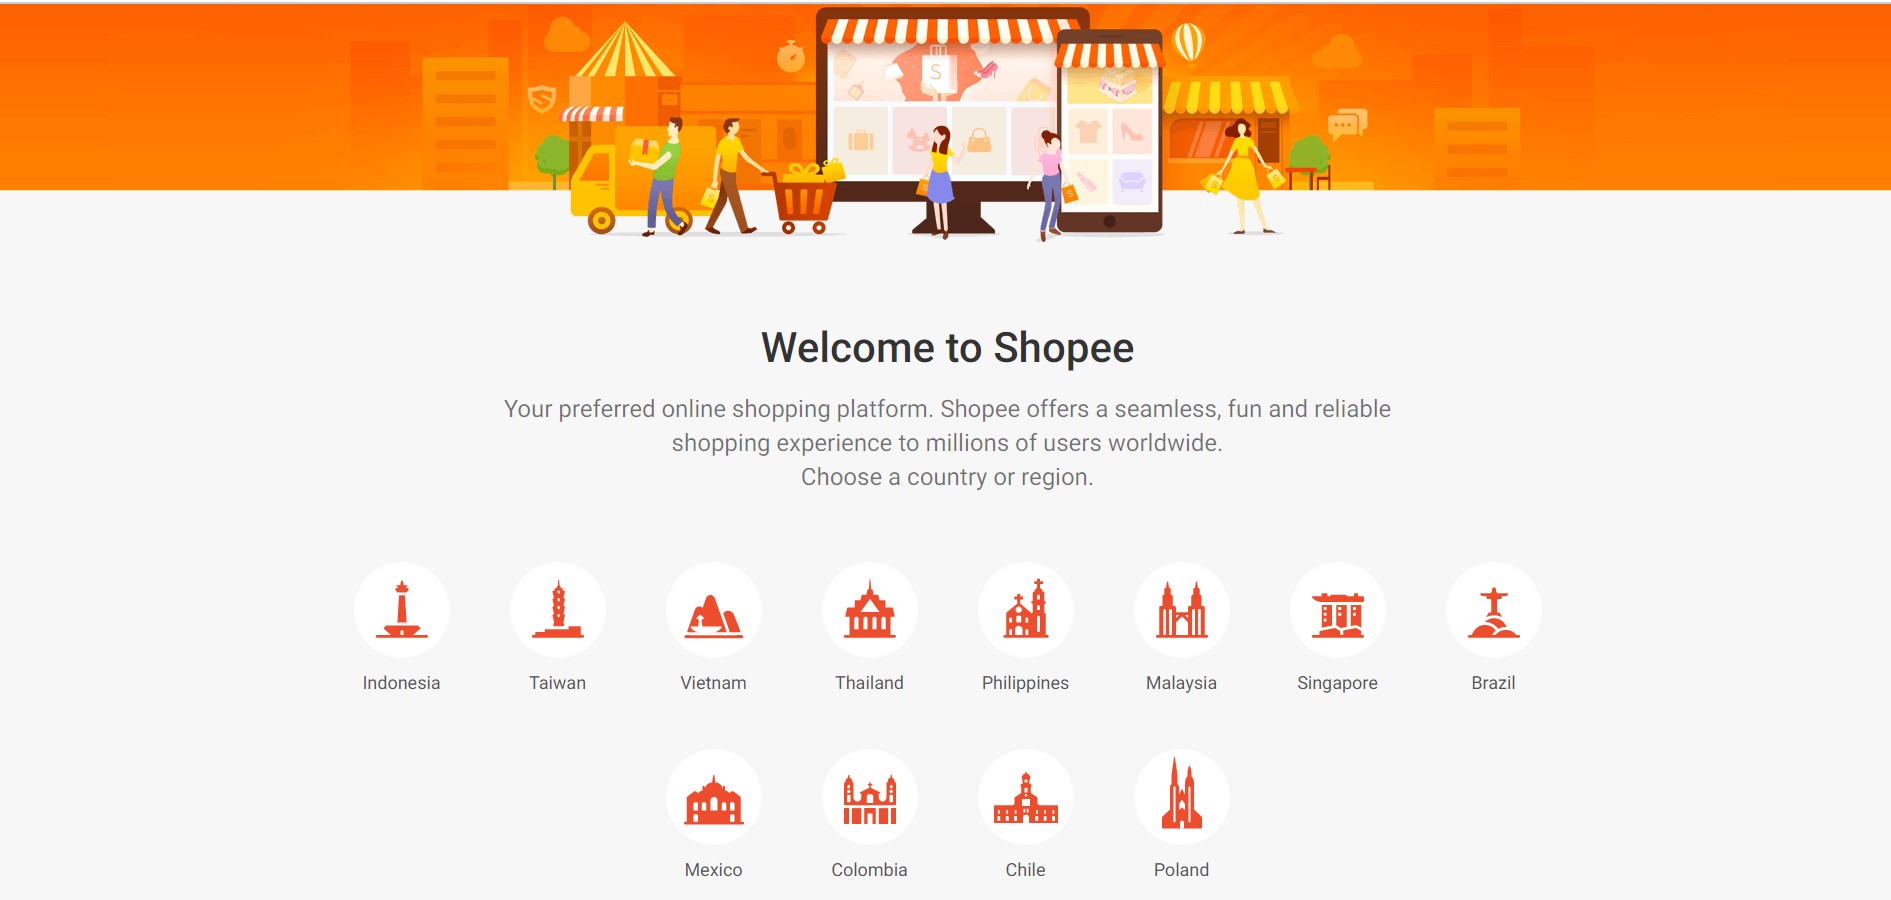 Welcome to Shopee
Your preferred online shopping platform. Shopee offers a seamless, fun and reliable
shopping experience to millions of users worldwide.
Choose a country or region.
Indonesia
Taiwan
Vietnam
Thailand
Philippines
Malaysia
Singapore
Brazil
Mexico
Colombia
Chile
Poland